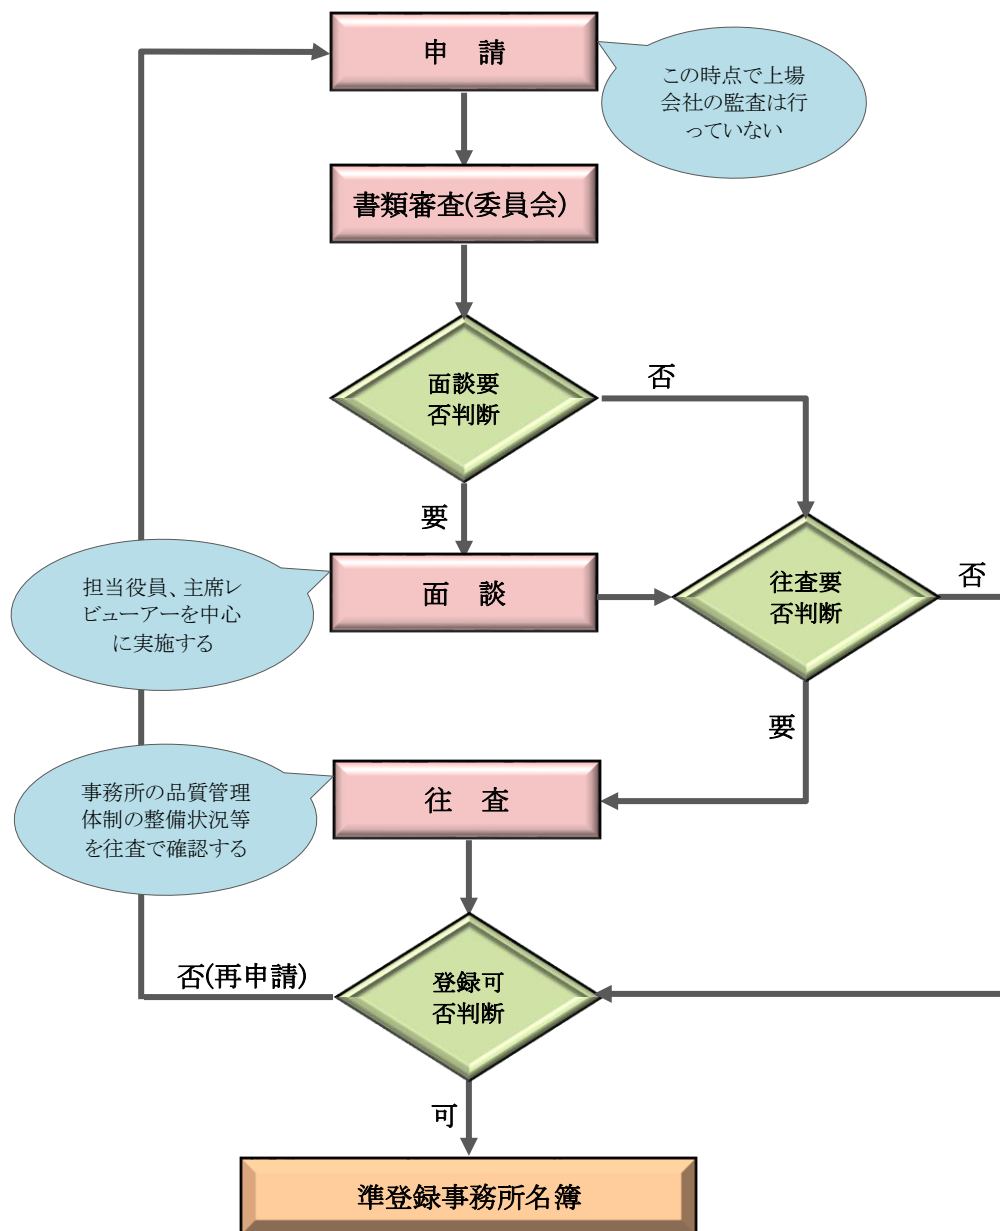 申　請
この時点で上場
会社の監査は行
っていない
書類審査(委員会)
面談要
否判断
否
要
担当役員、主席レ
ビューアーを中心
に実施する
面　談
往査要
否判断
否
要
事務所の品質管理
体制の整備状況等
を往査で確認する
往　査
否(再申請)
登録可
否判断
可
準登録事務所名簿